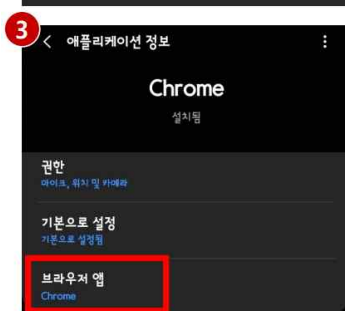 3
< 애플리케이션 정보
Chrome
설치됨
권한
마이크, 위치 및 카메라
기본으로 설정
기본으로 설정됨
브라우저 앱
Chrome